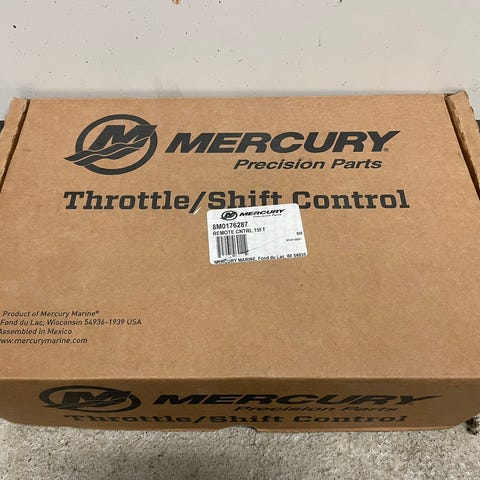 MERCURY®
Precision Parts
Throttle/Shift Control
MERCURY
8M0176287
REMOTE CNTRL 15FT
MERCURY MARINE, Fond du Lac, WI 54935
Product of Mercury Marine®
Fond du Lac, Wisconsin 54936-1939 USA
Assembled in Mexico
www.mercurymarine.com
MERCURY
Precision Parts
Throttle/Shift Control